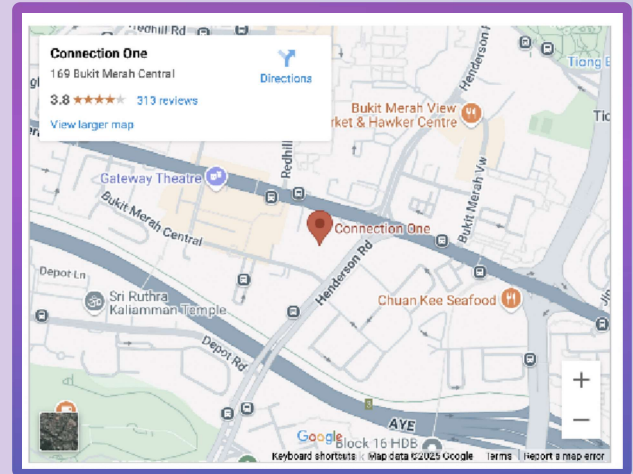 Redhill Rd
Connection One
169 Bukit Merah Central
3.8
313 reviews
View larger map
Directions
Henderson Rd
Tiong B
Bukit Merah View
rket & Hawker Centre
Tio
Redhill
Gateway Theatre
Bukit Merah Central
Bukit Merah Vw
Connection One
Henderson Rd
Depot Ln
Sri Ruthra
Kaliamman Temple
Chuan Kee Seafood
Depot Rd
AYE
Google
Block 16 HDB
Keyboard shortcuts
Map data ©2025 Google
Terms
Report a map error